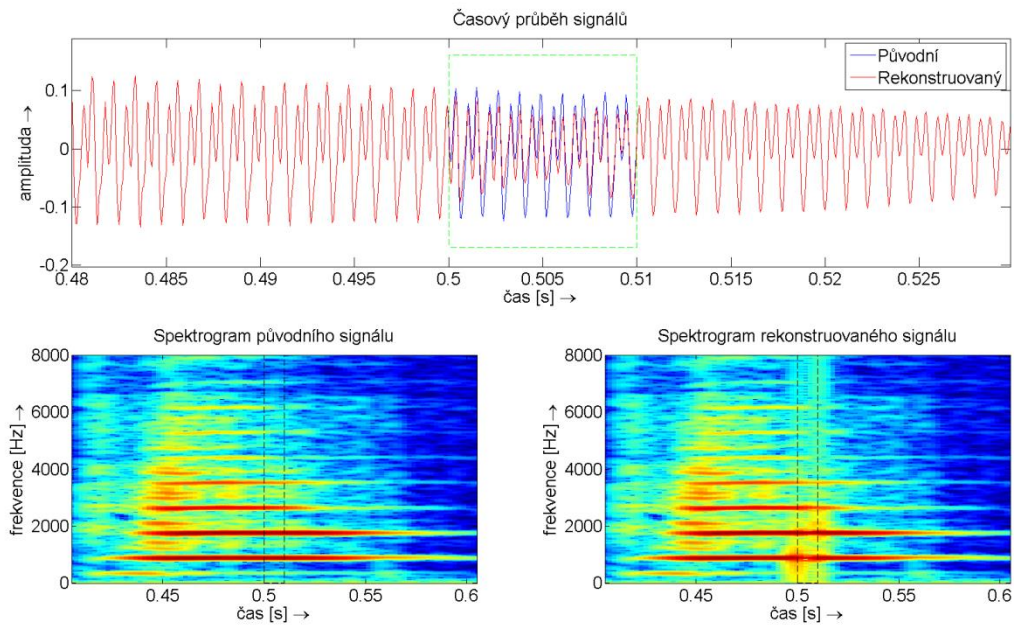 Časový průběh signálů
Původní
Rekonstruovaný
amplituda →
0.1
0
-0.1
-0.2
0.48 0.485 0.49 0.495 0.5 0.505 0.51 0.515 0.52 0.525
čas [s] →
Spektrogram původního signálu
frekvence [Hz] →
8000
6000
4000
2000
0
0.45 0.5 0.55 0.6
čas [s] →
Spektrogram rekonstruovaného signálu
frekvence [Hz] →
8000
6000
4000
2000
0
0.45 0.5 0.55 0.6
čas [s] →